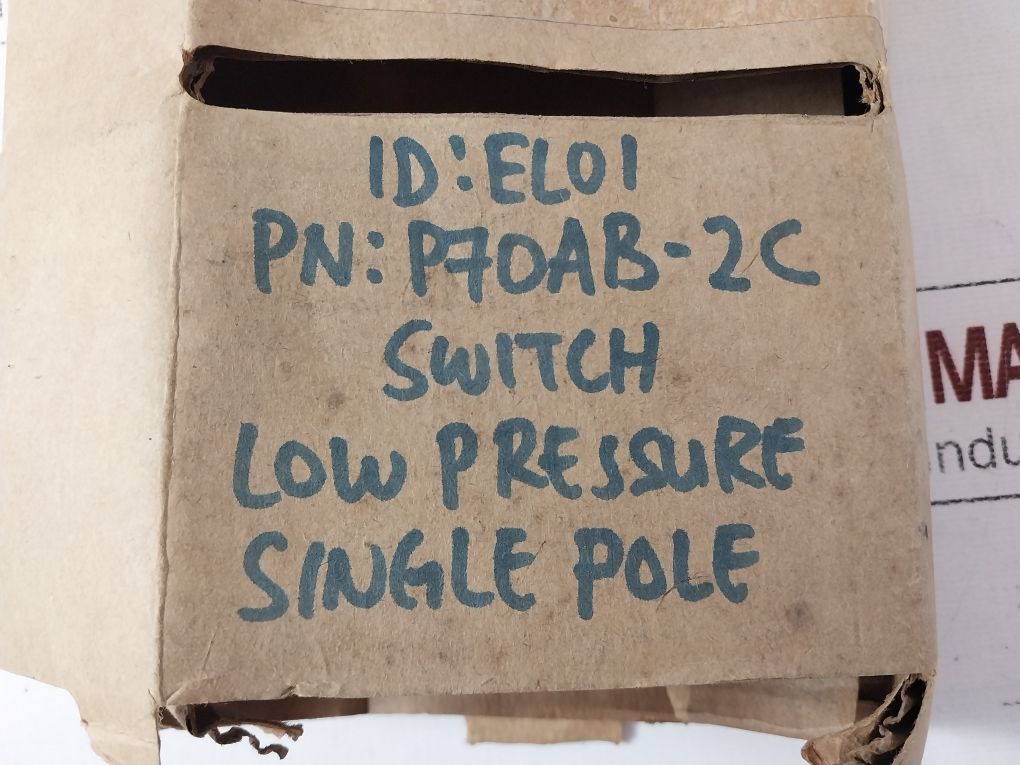 ID:EL01
PN:P70AB-2C
SWITCH
LOW PRESSURE
SINGLE POLE
MA
ndu